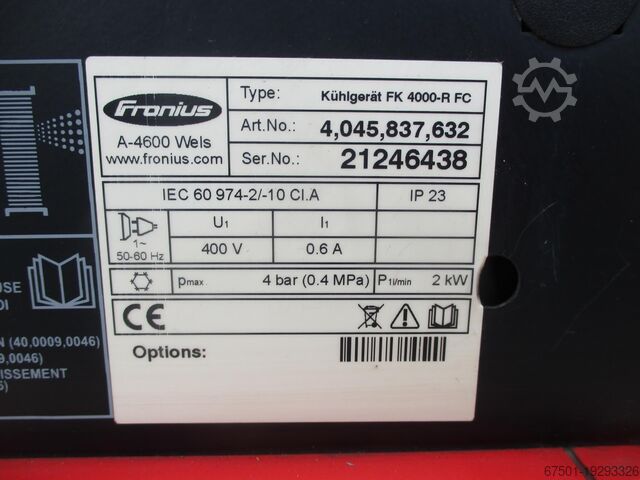 Fronius
A-4600 Wels
www.fronius.com
Type: Kühlgerät FK 4000-R FC
Art.No.: 4,045,837,632
Ser.No.: 21246438
IEC 60 974-2/-10 Cl.A IP 23
1~
50-60 Hz
U1 I1
400 V 0.6 A
pmax 4 bar (0.4 MPa) P1l/min 2 kW
CE
Options:
USE
DI
N (40,0009,0046)
9,0046)
ISSEMENT
67501-19293326